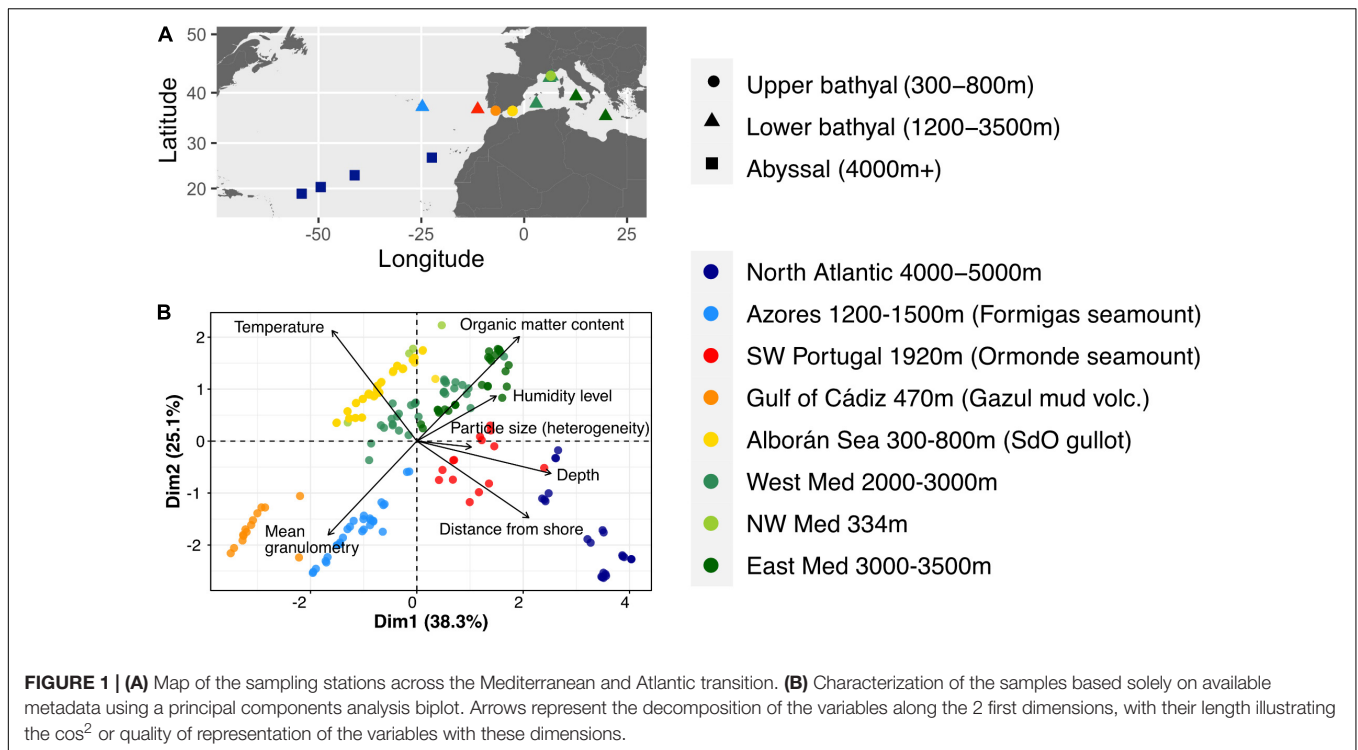 A
50
40
30
20
Latitude
-50
-25
0
25
Longitude
Upper bathyal (300–800m)
Lower bathyal (1200–3500m)
Abyssal (4000m+)
B
2
1
0
-1
-2
Dim2 (25.1%)
Temperature
Organic matter content
Humidity level
Particle size (heterogeneity)
Depth
Distance from shore
Mean
granulometry
-2
0
2
4
Dim1 (38.3%)
North Atlantic 4000–5000m
Azores 1200-1500m (Formigas seamount)
SW Portugal 1920m (Ormonde seamount)
Gulf of Cádiz 470m (Gazul mud volc.)
Alborán Sea 300-800m (SdO gullot)
West Med 2000-3000m
NW Med 334m
East Med 3000-3500m
FIGURE 1 | (A) Map of the sampling stations across the Mediterranean and Atlantic transition. (B) Characterization of the samples based solely on available
metadata using a principal components analysis biplot. Arrows represent the decomposition of the variables along the 2 first dimensions, with their length illustrating
the cos² or quality of representation of the variables with these dimensions.